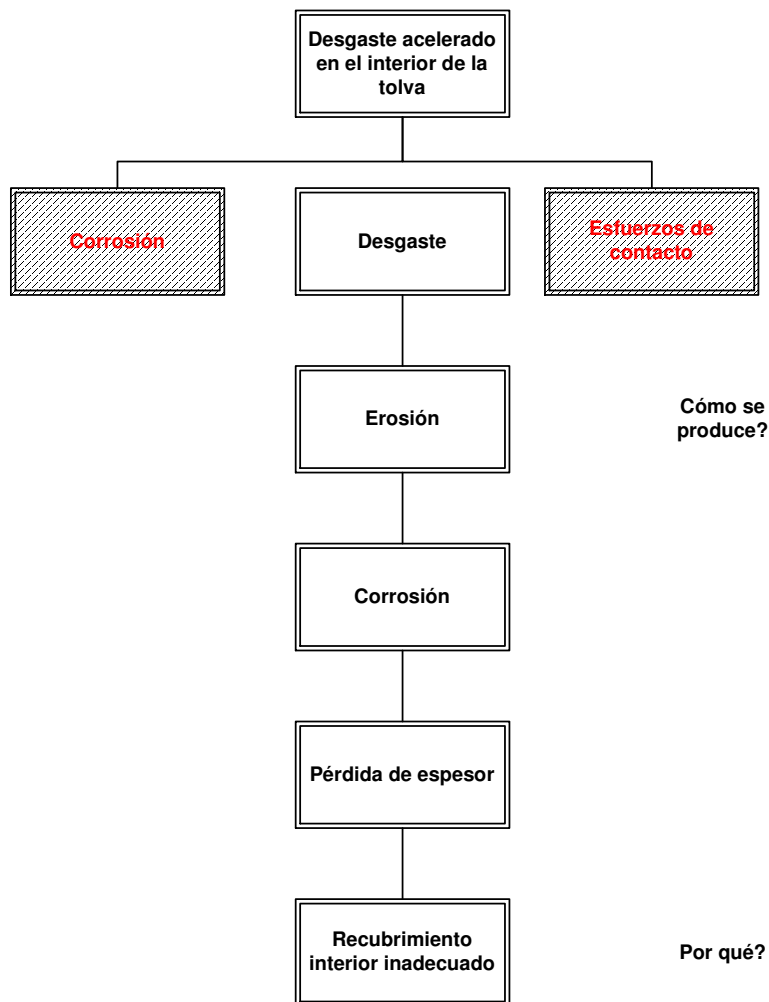 Desgaste acelerado
en el interior de la
tolva
Corrosión
Desgaste
Esfuerzos de
contacto
Erosión
Cómo se
produce?
Corrosión
Pérdida de espesor
Recubrimiento
interior inadecuado
Por qué?